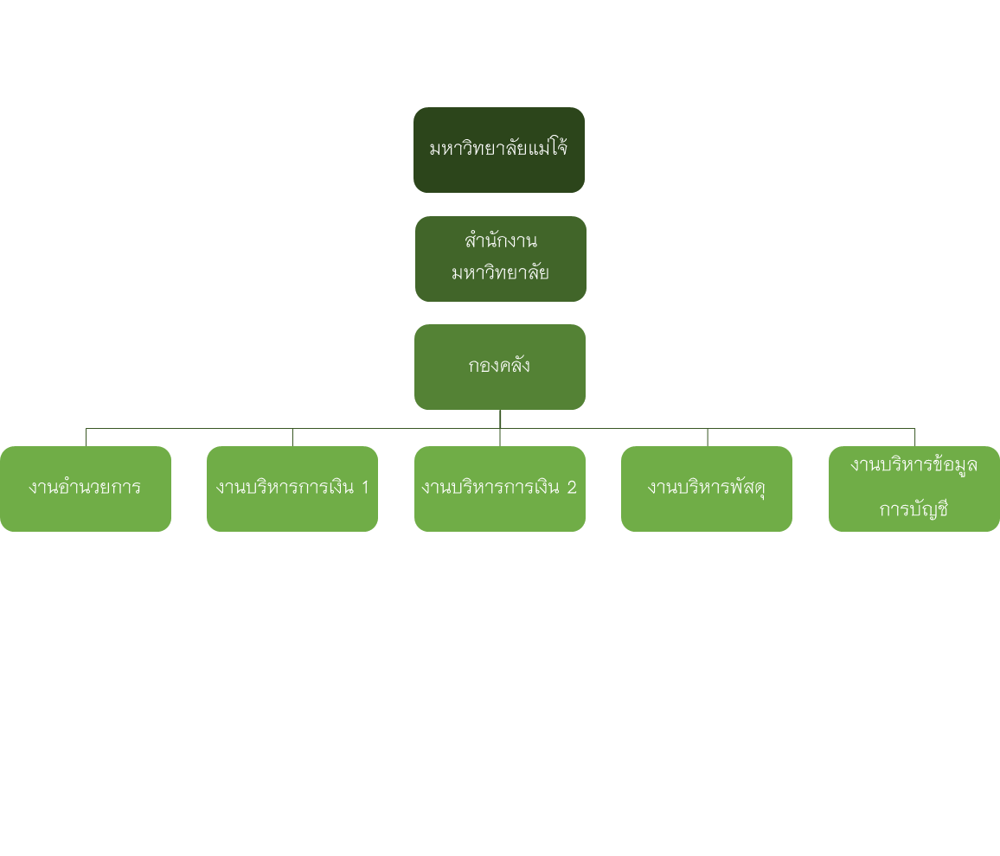 มหาวิทยาลัยแม่โจ้
สำนักงาน
มหาวิทยาลัย
กองคลัง
งานอำนวยการ
งานบริหารการเงิน 1
งานบริหารการเงิน 2
งานบริหารพัสดุ
งานบริหารข้อมูล
การบัญชี